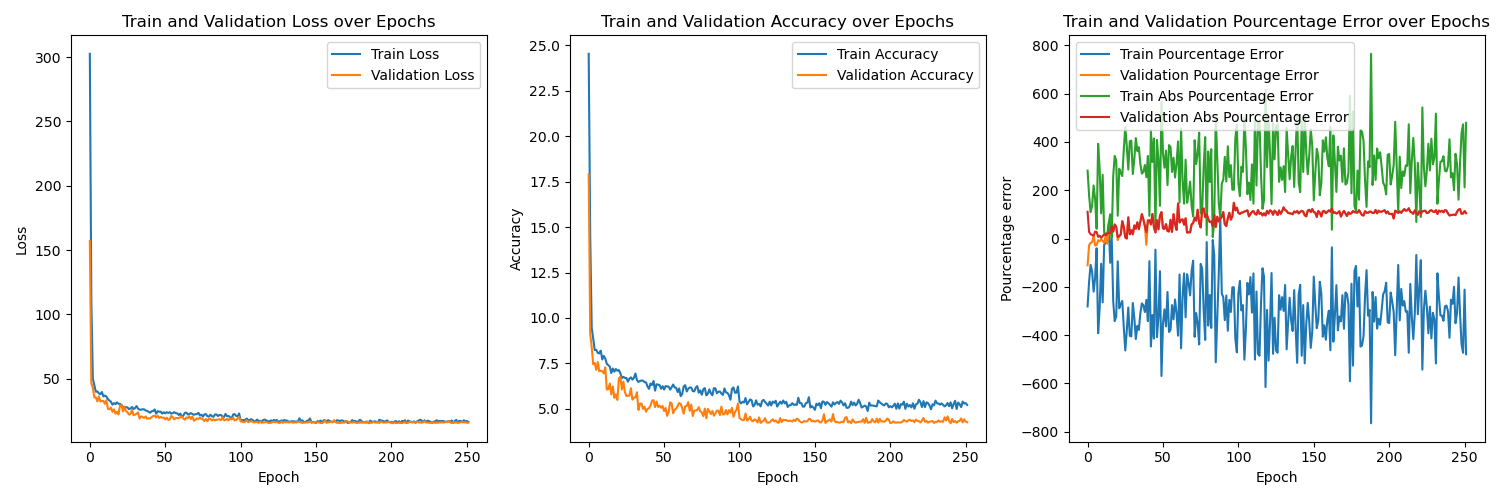 Train and Validation Loss over Epochs
Loss
300
250
200
150
100
50
0
50
100
150
200
250
Epoch
Train Loss
Validation Loss
Train and Validation Accuracy over Epochs
Accuracy
25.0
22.5
20.0
17.5
15.0
12.5
10.0
7.5
5.0
0
50
100
150
200
250
Epoch
Train Accuracy
Validation Accuracy
Train and Validation Pourcentage Error over Epochs
Pourcentage error
800
600
400
200
0
−200
−400
−600
−800
0
50
100
150
200
250
Epoch
Train Pourcentage Error
Validation Pourcentage Error
Train Abs Pourcentage Error
Validation Abs Pourcentage Error